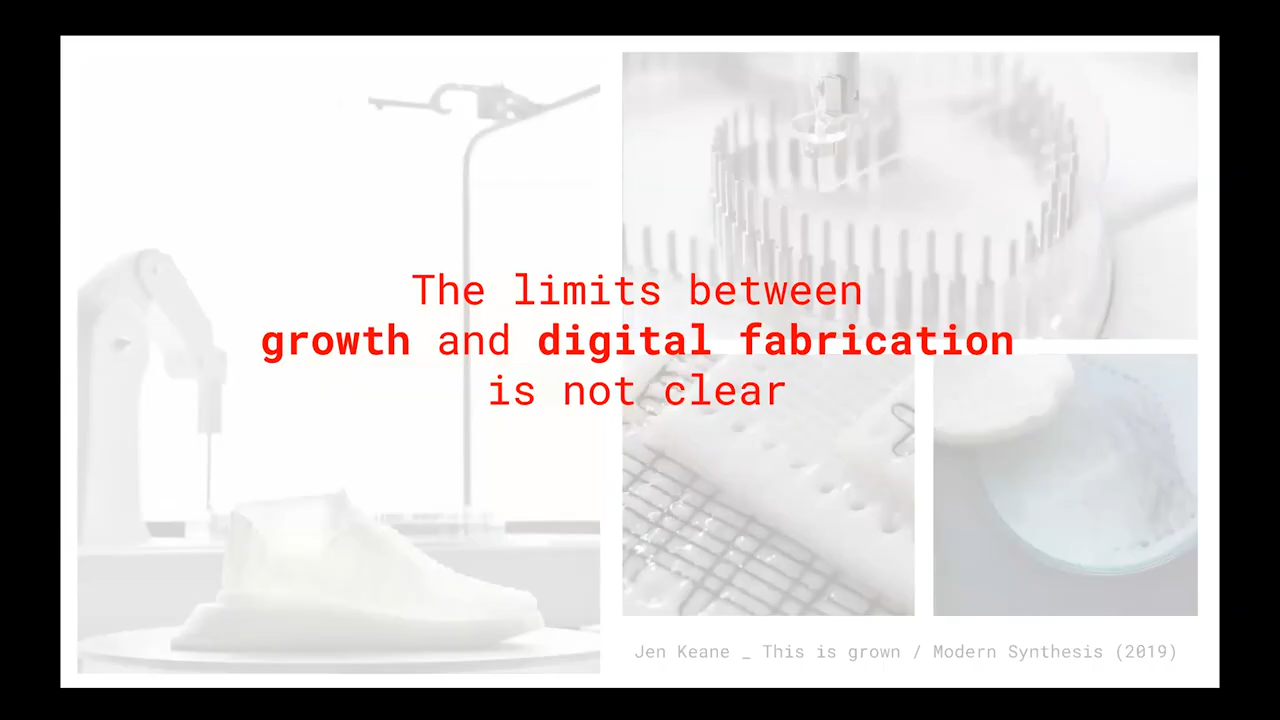 The limits between
growth and digital fabrication
is not clear
Jen Keane _ This is grown / Modern Synthesis (2019)